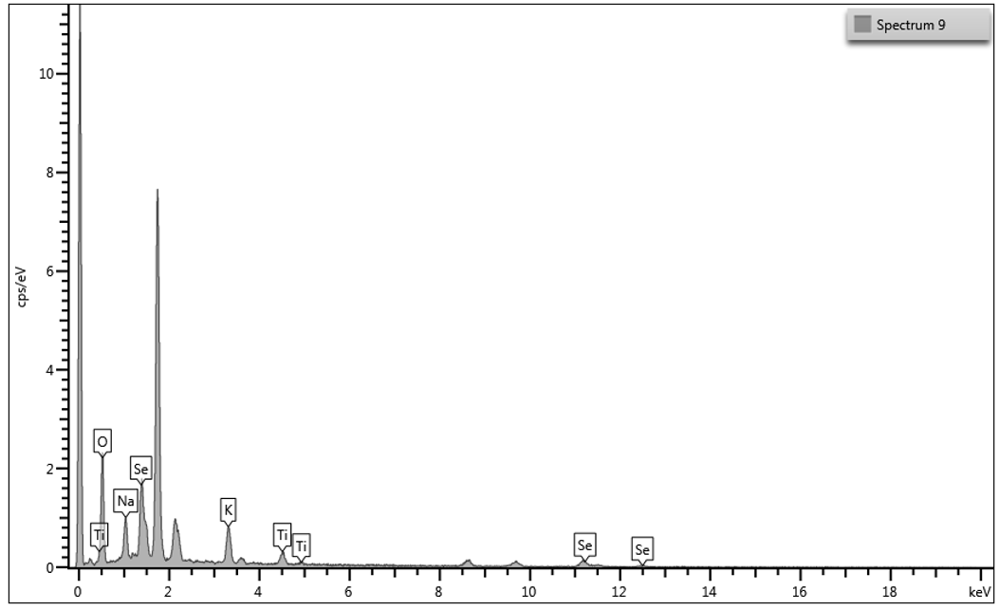 Spectrum 9
10
8
6
4
2
0
cps/eV
O
Ti
Na
Se
K
Ti
Ti
Se
Se
0 2 4 6 8 10 12 14 16 18 keV